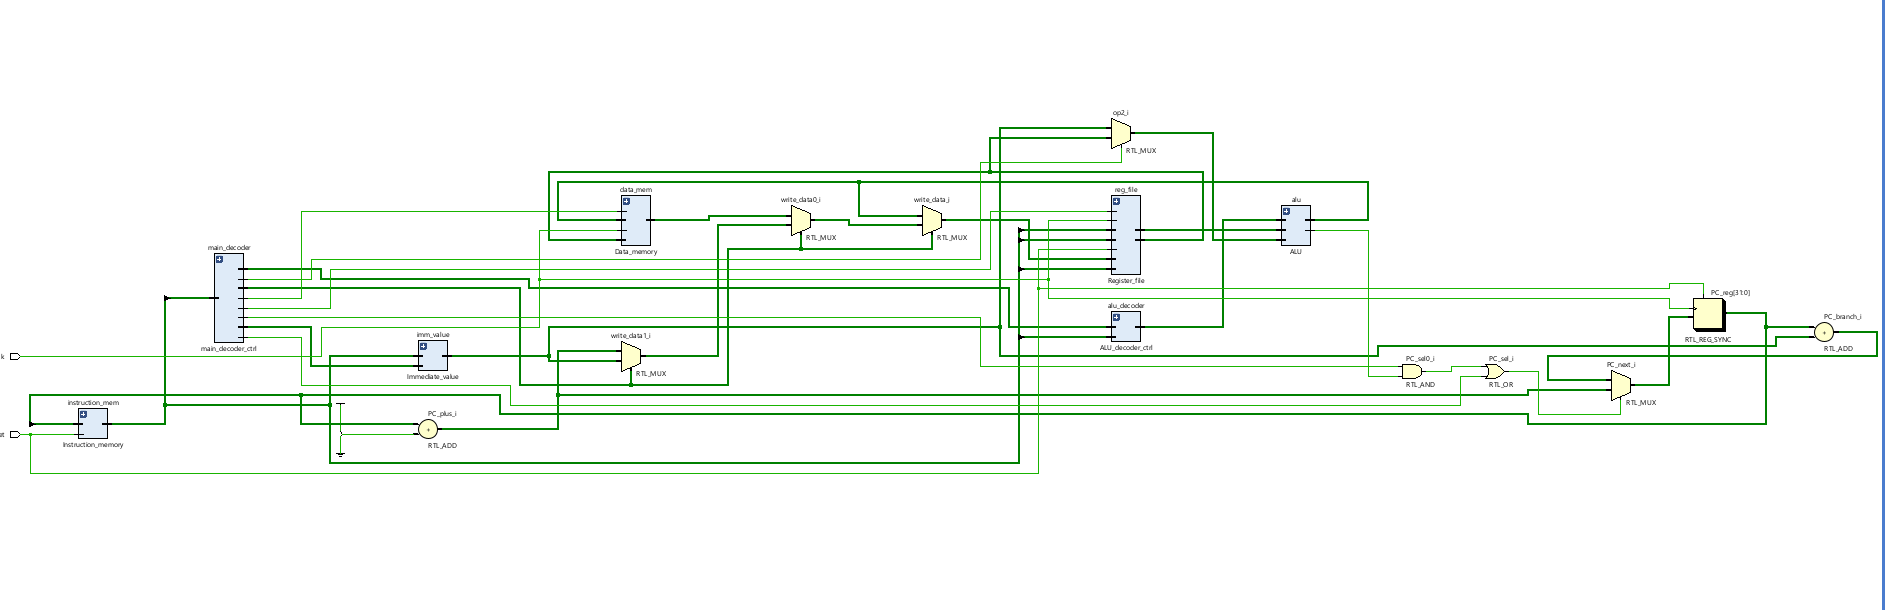 op2_i
RTL_MUX
data_mem
Data_memory
write_data0_i
RTL_MUX
write_data_i
RTL_MUX
reg_file
Register_file
alu
ALU
main_decoder
main_decoder_ctrl
imm_value
Immediate_value
write_data1_i
RTL_MUX
alu_decoder
ALU_decoder_ctrl
PC_reg[31:0]
RTL_REG_SYNC
PC_branch_i
+
RTL_ADD
k
PC_sel0_i
RTL_AND
PC_sel_i
RTL_OR
PC_next_i
RTL_MUX
instruction_mem
Instruction_memory
et
PC_plus_i
+
RTL_ADD